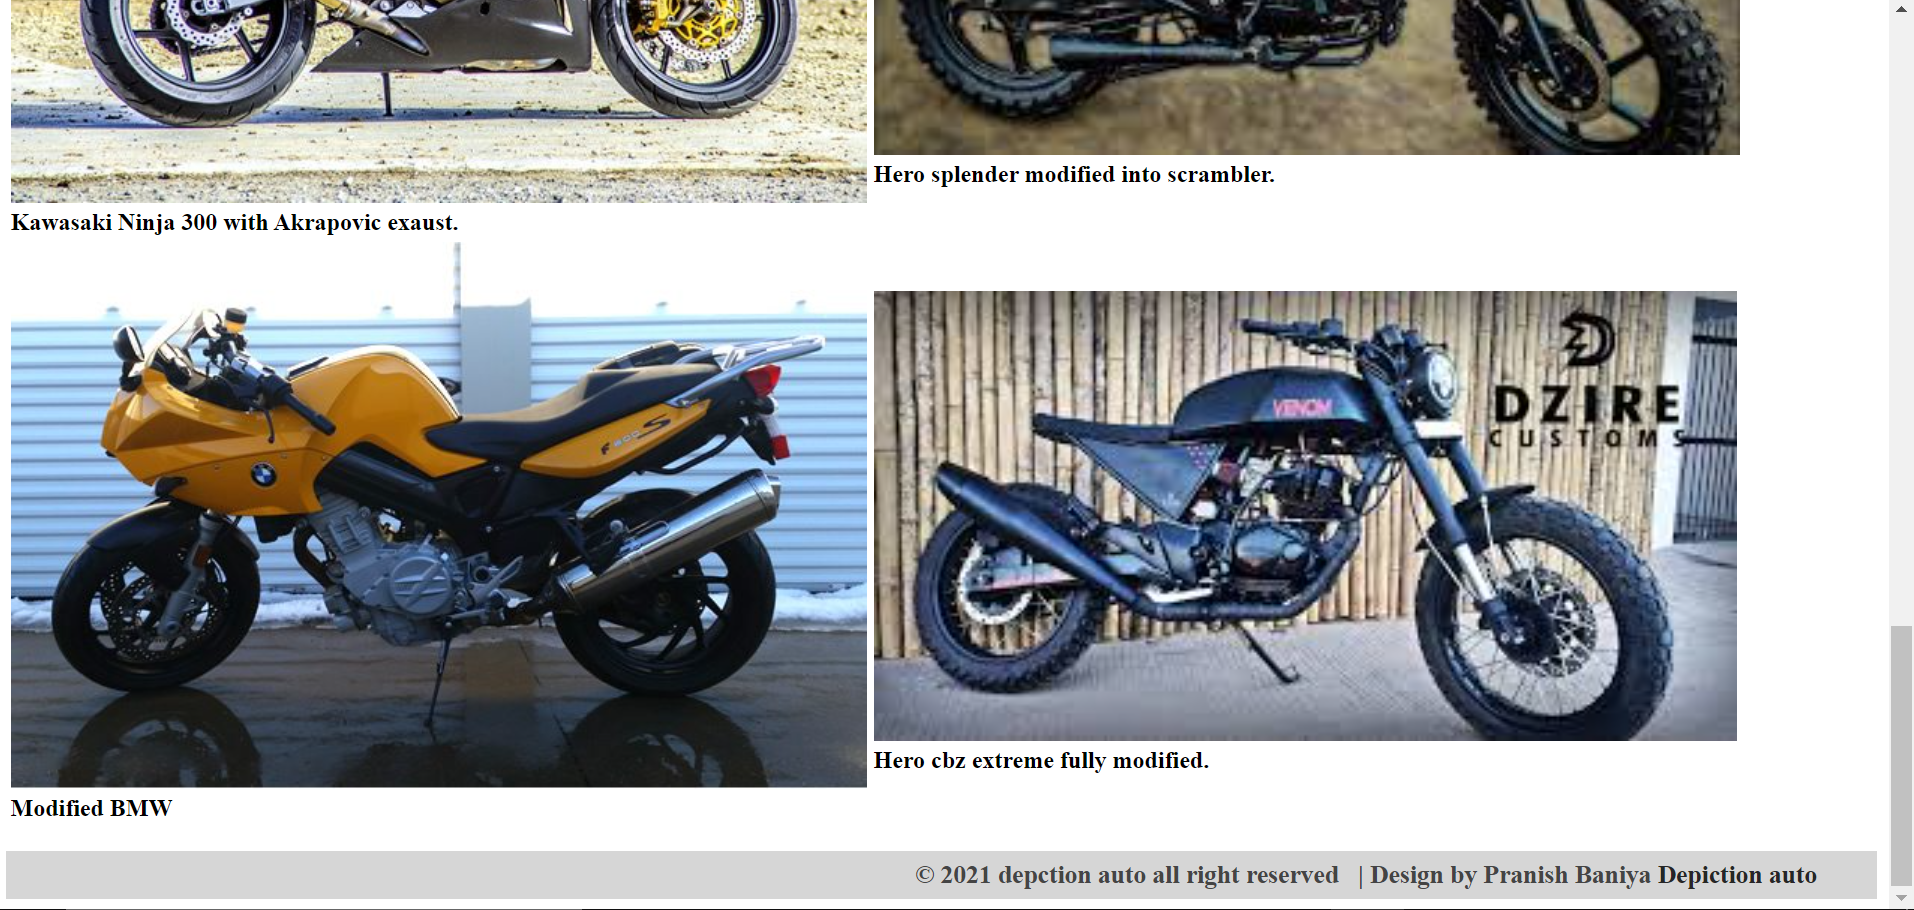 Hero splender modified into scrambler.
Kawasaki Ninja 300 with Akrapovic exaust.
F 800 S
VENOM
DZIRE
CUSTOMS
Hero cbz extreme fully modified.
Modified BMW
© 2021 depction auto all right reserved | Design by Pranish Baniya Depiction auto